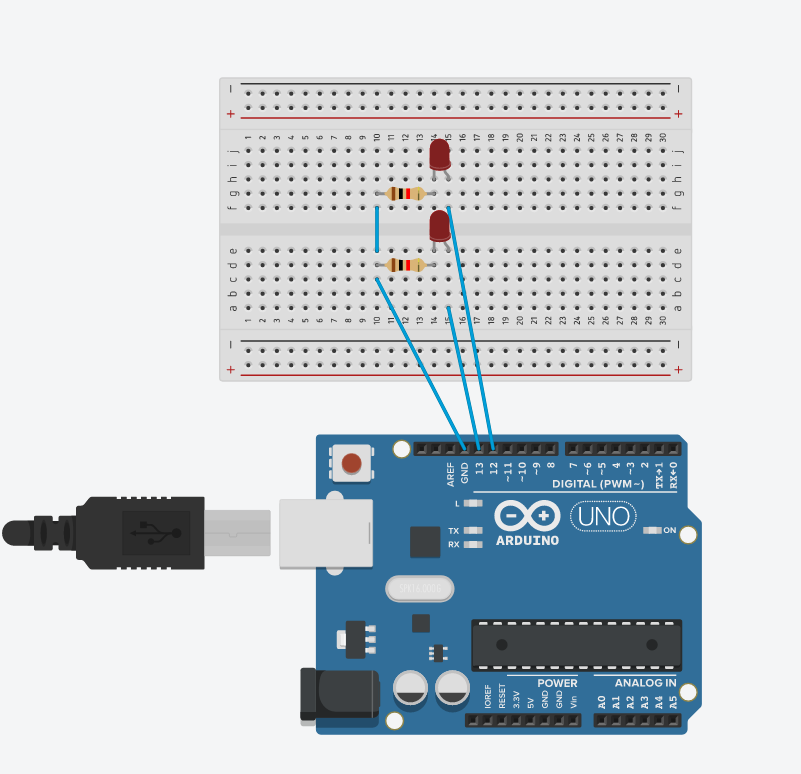 − −
+ +
1 2 3 4 5 6 7 8 9 10 11 12 13 14 15 16 17 18 19 20 21 22 23 24 25 26 27 28 29 30
j j
i i
h h
g g
f f
e e
d d
c c
b b
a a
1 2 3 4 5 6 7 8 9 10 11 12 13 14 15 16 17 18 19 20 21 22 23 24 25 26 27 28 29 30
− −
+ +
AREF GND 13 12 ~11 ~10 ~9 8 7 ~6 ~5 4 ~3 2 TX→1 RX←0
DIGITAL (PWM~)
L
TX
RX
ARDUINO
UNO
ON
POWER
ANALOG IN
IOREF RESET 3.3V 5V GND GND Vin A0 A1 A2 A3 A4 A5